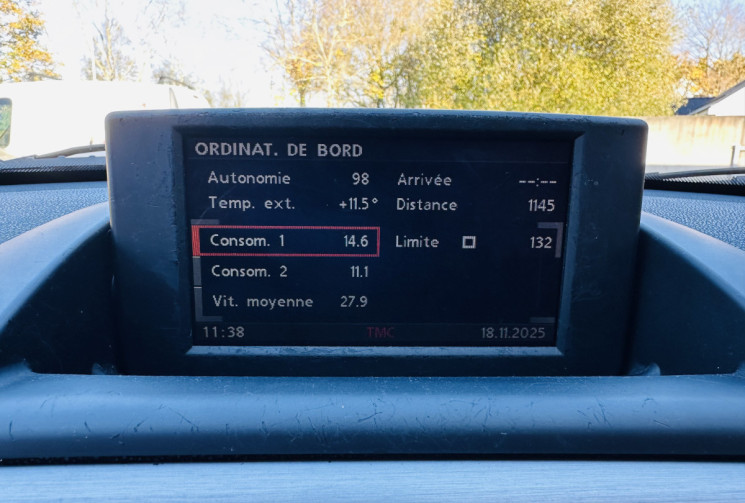 ORDINAT. DE BORD
Autonomie 98 Arrivée --:--
Temp. ext. +11.5° Distance 1145
Consom. 1 14.6 Limite 132
Consom. 2 11.1
Vit. moyenne 27.9
11:38 TMC 18.11.2025